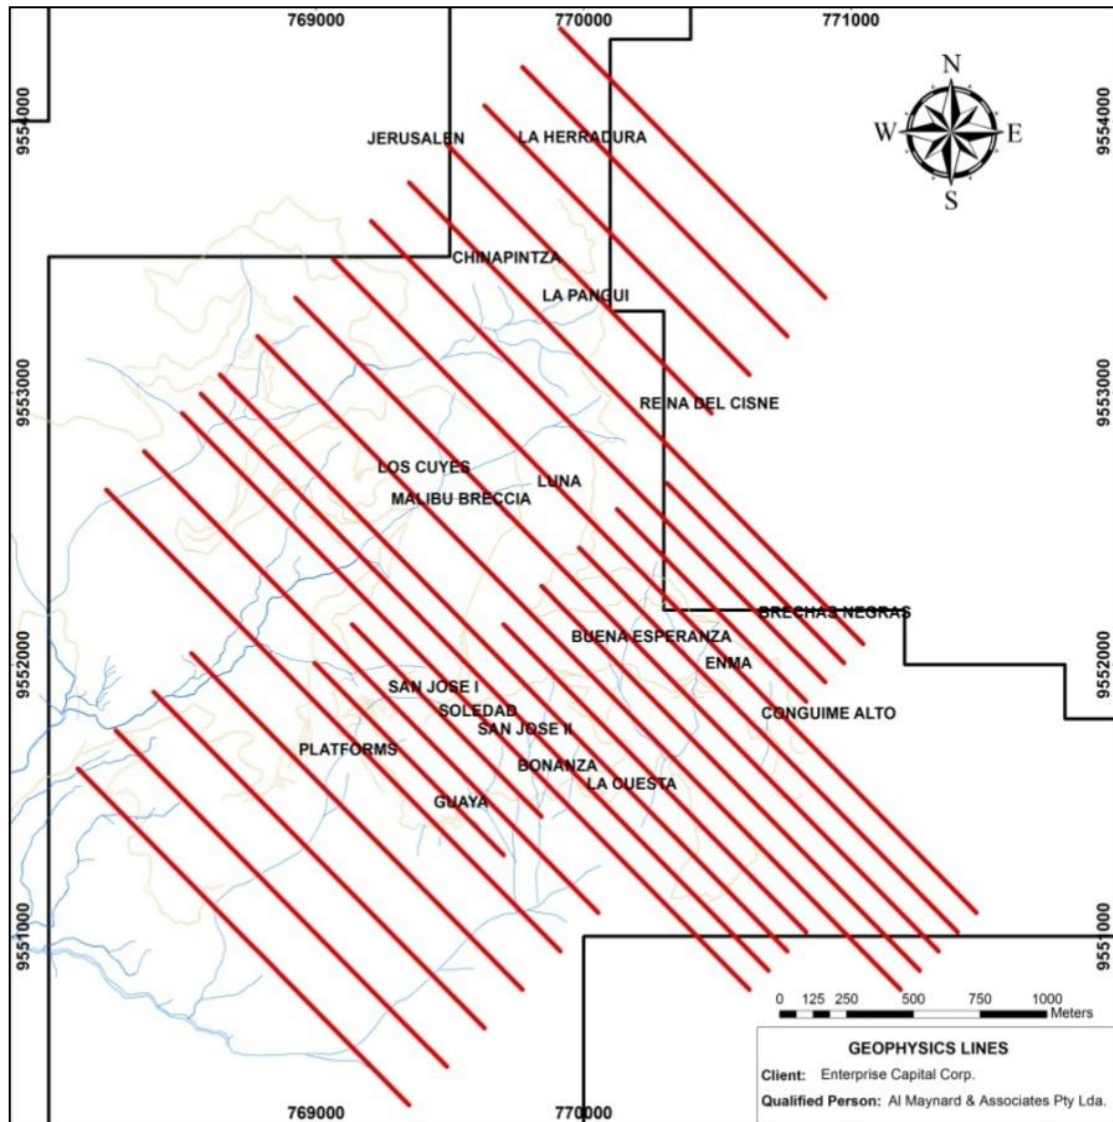 769000
770000
771000
9554000
9554000
N
W
E
S
JERUSALEN
LA HERRADURA
CHINAPINTZA
LA PANGUI
9553000
9553000
REINA DEL CISNE
LOS CUYES
LUNA
MALIBU BRECCIA
BRECHAS NEGRAS
BUENA ESPERANZA
9552000
9552000
ENMA
SAN JOSE I
SOLEDAD
CONGUIME ALTO
SAN JOSE II
PLATFORMS
BONANZA
LA CUESTA
GUAYA
9551000
9551000
0 125 250 500 750 1000
Meters
GEOPHYSICS LINES
Client: Enterprise Capital Corp.
Qualified Person: Al Maynard & Associates Pty Lda.
769000
770000